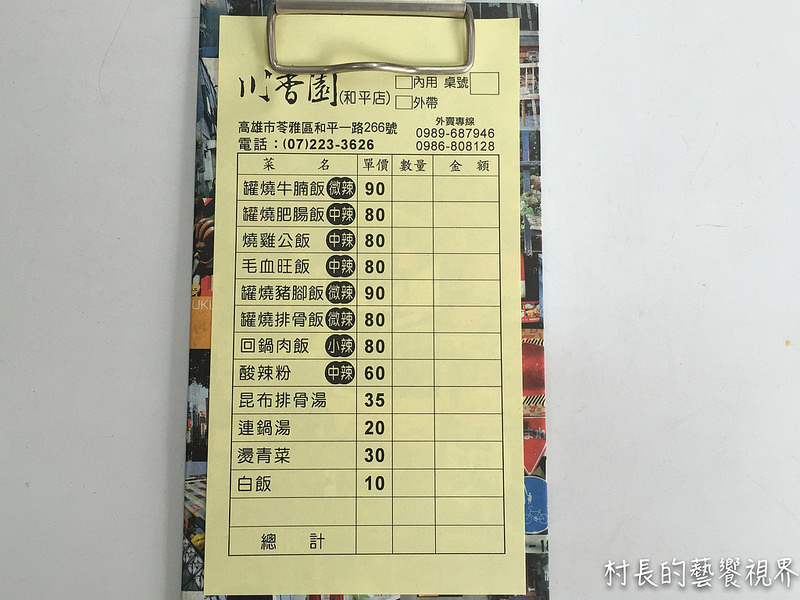 川香園(和平店) □內用 桌號□
□外帶
高雄市苓雅區和平一路266號
電話：(07)223-3626
外賣專線
0989-687946
0986-808128
菜 名 單價 數量 金 額
罐燒牛腩飯 微辣 90
罐燒肥腸飯 中辣 80
燒雞公飯 中辣 80
毛血旺飯 中辣 80
罐燒豬腳飯 微辣 90
罐燒排骨飯 微辣 80
回鍋肉飯 小辣 80
酸辣粉 中辣 60
昆布排骨湯 35
連鍋湯 20
燙青菜 30
白飯 10
總 計
村長的藝饗視界